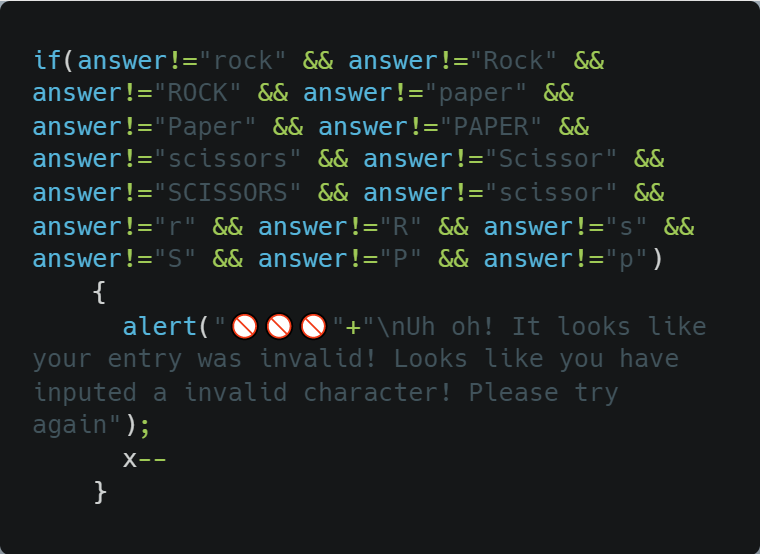 if(answer!="rock" && answer!="Rock" &&
answer!="ROCK" && answer!="paper" &&
answer!="Paper" && answer!="PAPER" &&
answer!="scissors" && answer!="Scissor" &&
answer!="SCISSORS" && answer!="scissor" &&
answer!="r" && answer!="R" && answer!="s" &&
answer!="S" && answer!="P" && answer!="p")
    {
      alert("🚫🚫🚫"+"\nUh oh! It looks like
your entry was invalid! Looks like you have
inputed a invalid character! Please try
again");
      x--
    }